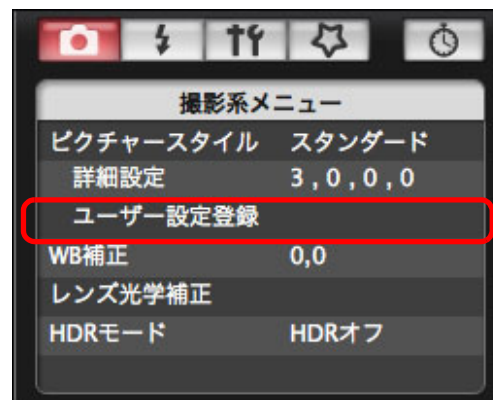 撮影系メニュー
ピクチャースタイル スタンダード
詳細設定 3,0,0,0
ユーザー設定登録
WB補正 0,0
レンズ光学補正
HDRモード HDRオフ